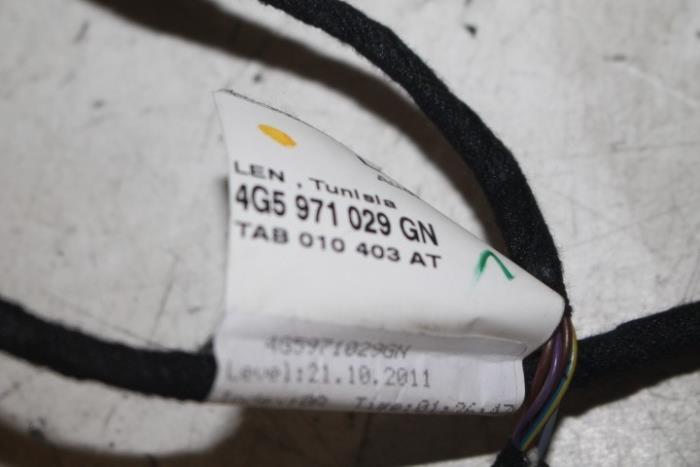 LEN , Tunisia
4G5 971 029 GN
TAB 010 403 AT
4G5971029GN
Level:21.10.2011